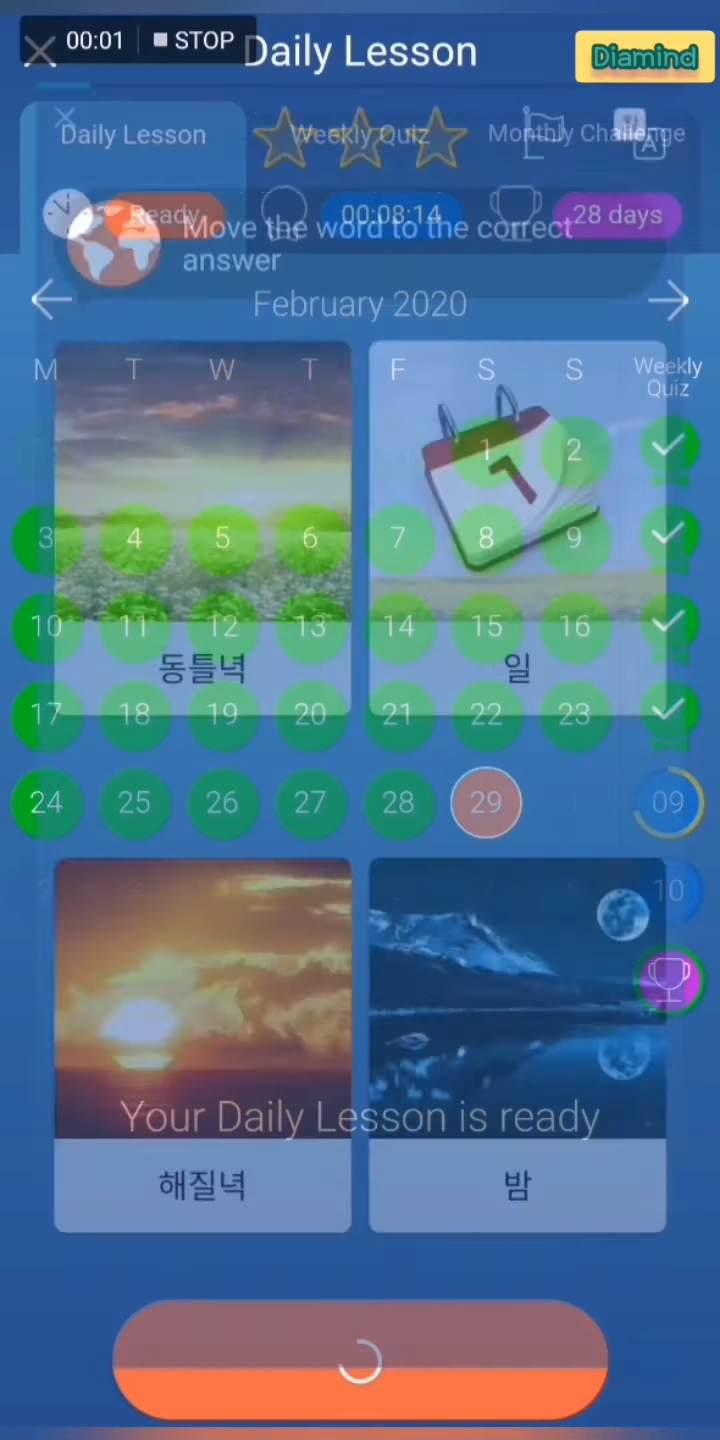 00:01
STOP
Daily Lesson
Diamind
Daily Lesson
Weekly Quiz
Monthly Challenge
A
Ready
00:08:14
28 days
Move the word to the correct
answer
February 2020
M T W T F S S Weekly
Quiz
1 2
3 4 5 6 7 8 9
10 11 12 13 14 15 16
동틀녘 일
17 18 19 20 21 22 23
24 25 26 27 28 29 09
10
Your Daily Lesson is ready
해질녘 밤